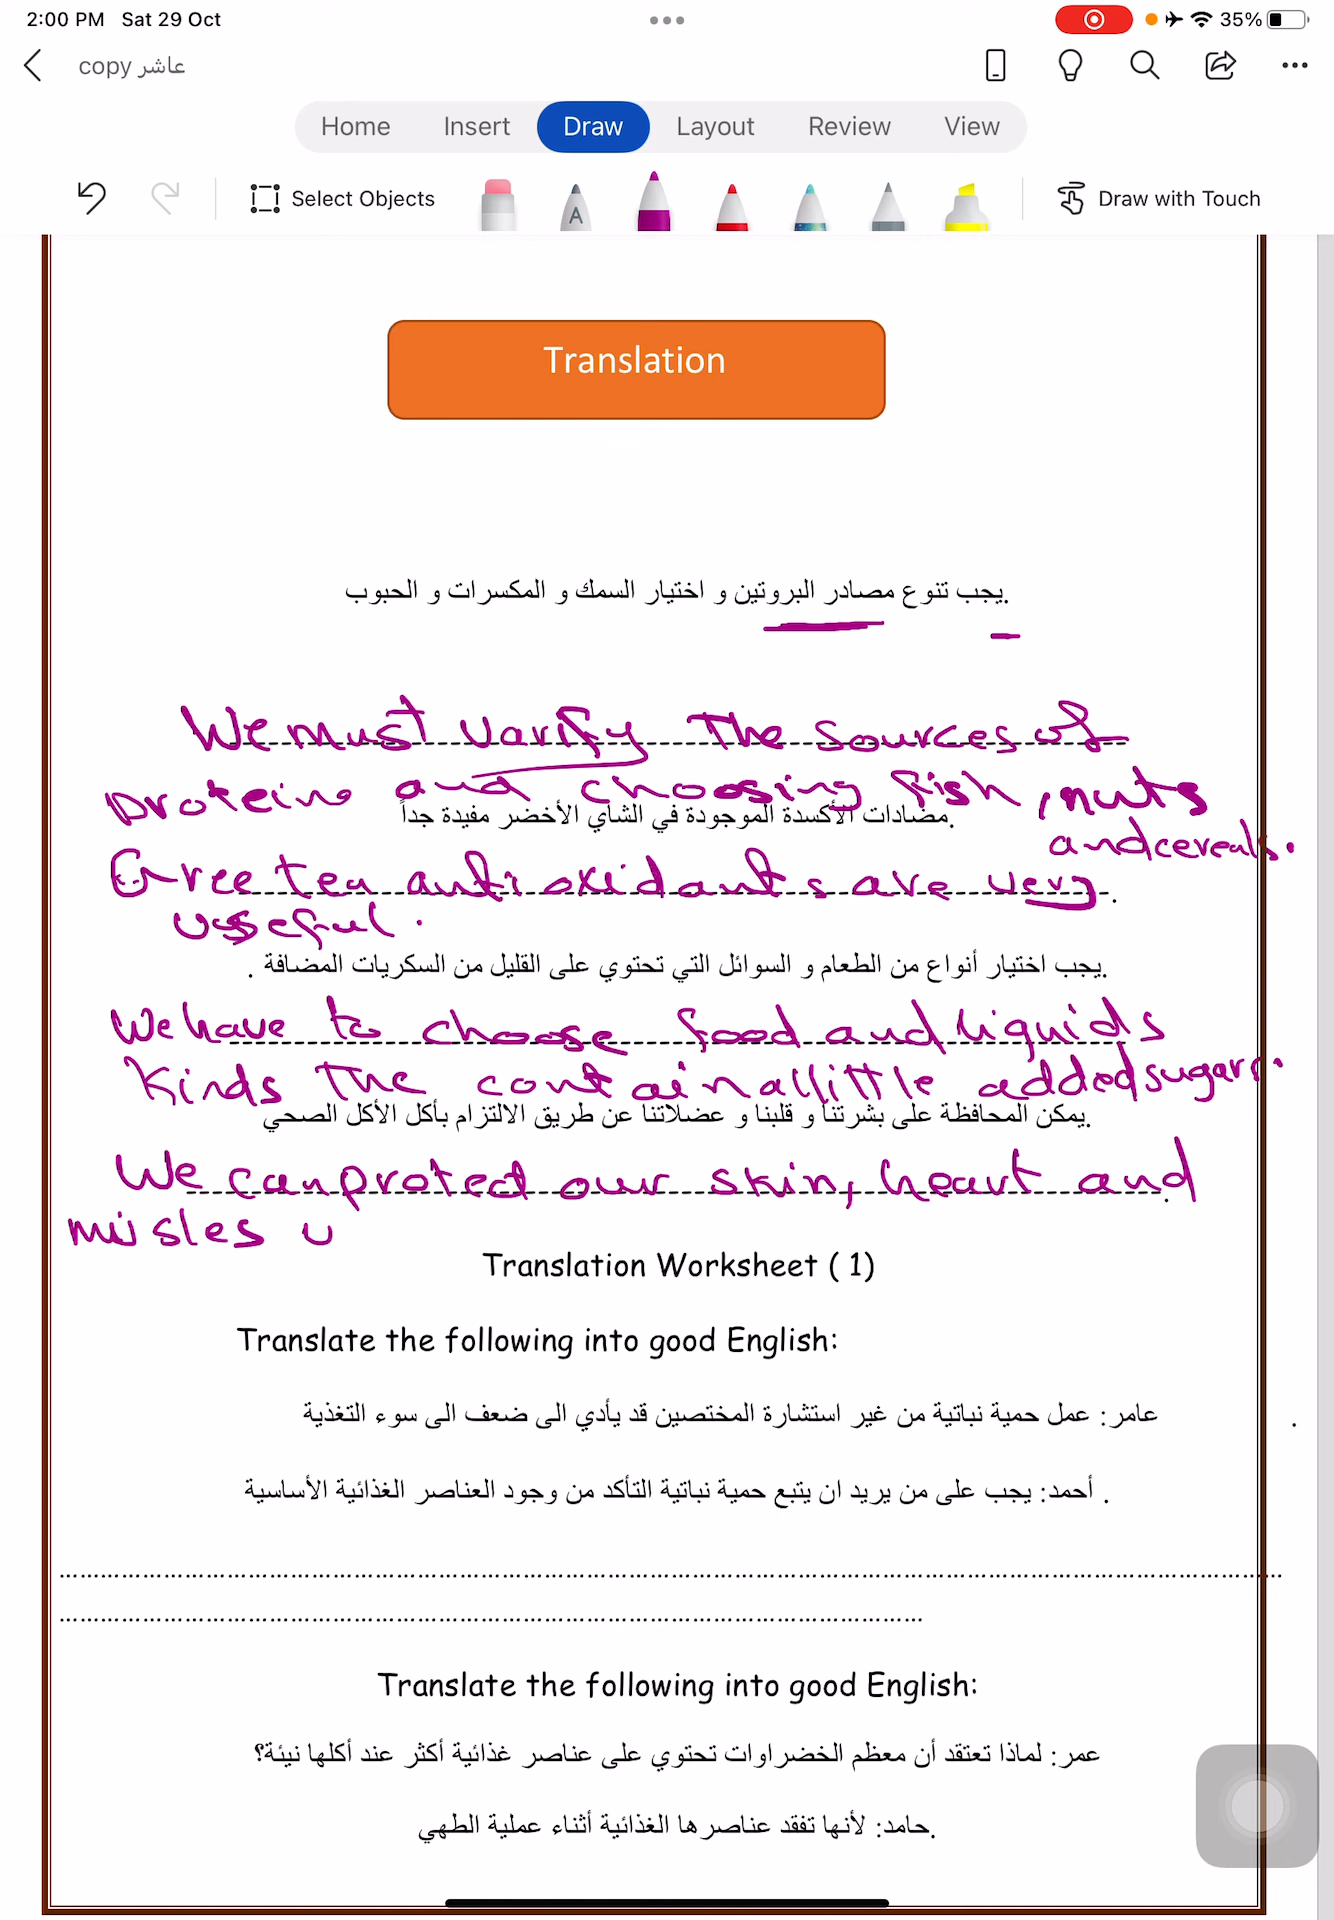 2:00 PM Sat 29 Oct
35%
copy عاشر
Home Insert Draw Layout Review View
Select Objects
A
Draw with Touch
Translation
يجب تنوع مصادر البروتين و اختيار السمك و المكسرات و الحبوب.
We must varify the sources of
proteins and choosing fish, nuts
and cereals.
مضادات الأكسدة الموجودة في الشاي الأخضر مفيدة جداً.
Gree tea antioxidants are very
useful.
يجب اختيار أنواع من الطعام و السوائل التي تحتوي على القليل من السكريات المضافة.
We have to choose food and liquids
Kinds the contain a little added sugars.
يمكن المحافظة على بشرتنا و قلبنا و عضلاتنا عن طريق الالتزام بأكل الأكل الصحي.
We can protect our skin, heart and
misles u
Translation Worksheet ( 1)
Translate the following into good English:
عامر: عمل حمية نباتية من غير استشارة المختصين قد يأدي الى ضعف الى سوء التغذية
أحمد: يجب على من يريد ان يتبع حمية نباتية التأكد من وجود العناصر الغذائية الأساسية .
Translate the following into good English:
عمر: لماذا تعتقد أن معظم الخضراوات تحتوي على عناصر غذائية أكثر عند أكلها نيئة؟
حامد: لأنها تفقد عناصرها الغذائية أثناء عملية الطهي.